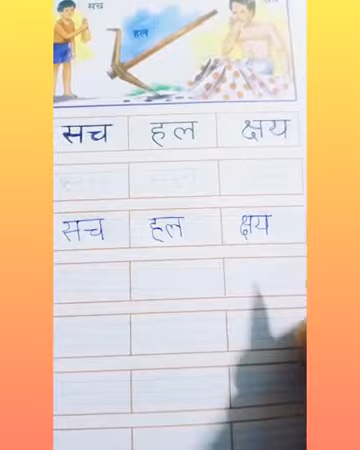 सच
हल
सच हल क्षय
सच हल क्षय